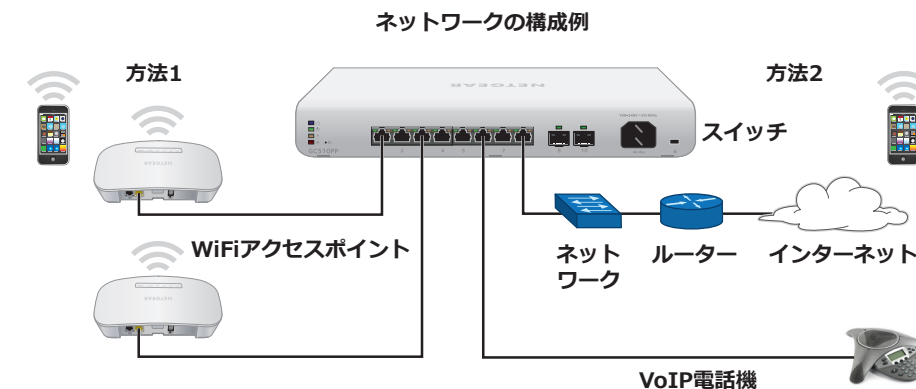 ネットワークの構成例
方法1
方法2
NETGEAR
スイッチ
GC510PP
WiFiアクセスポイント
ネット
ワーク
ルーター
インターネット
VoIP電話機